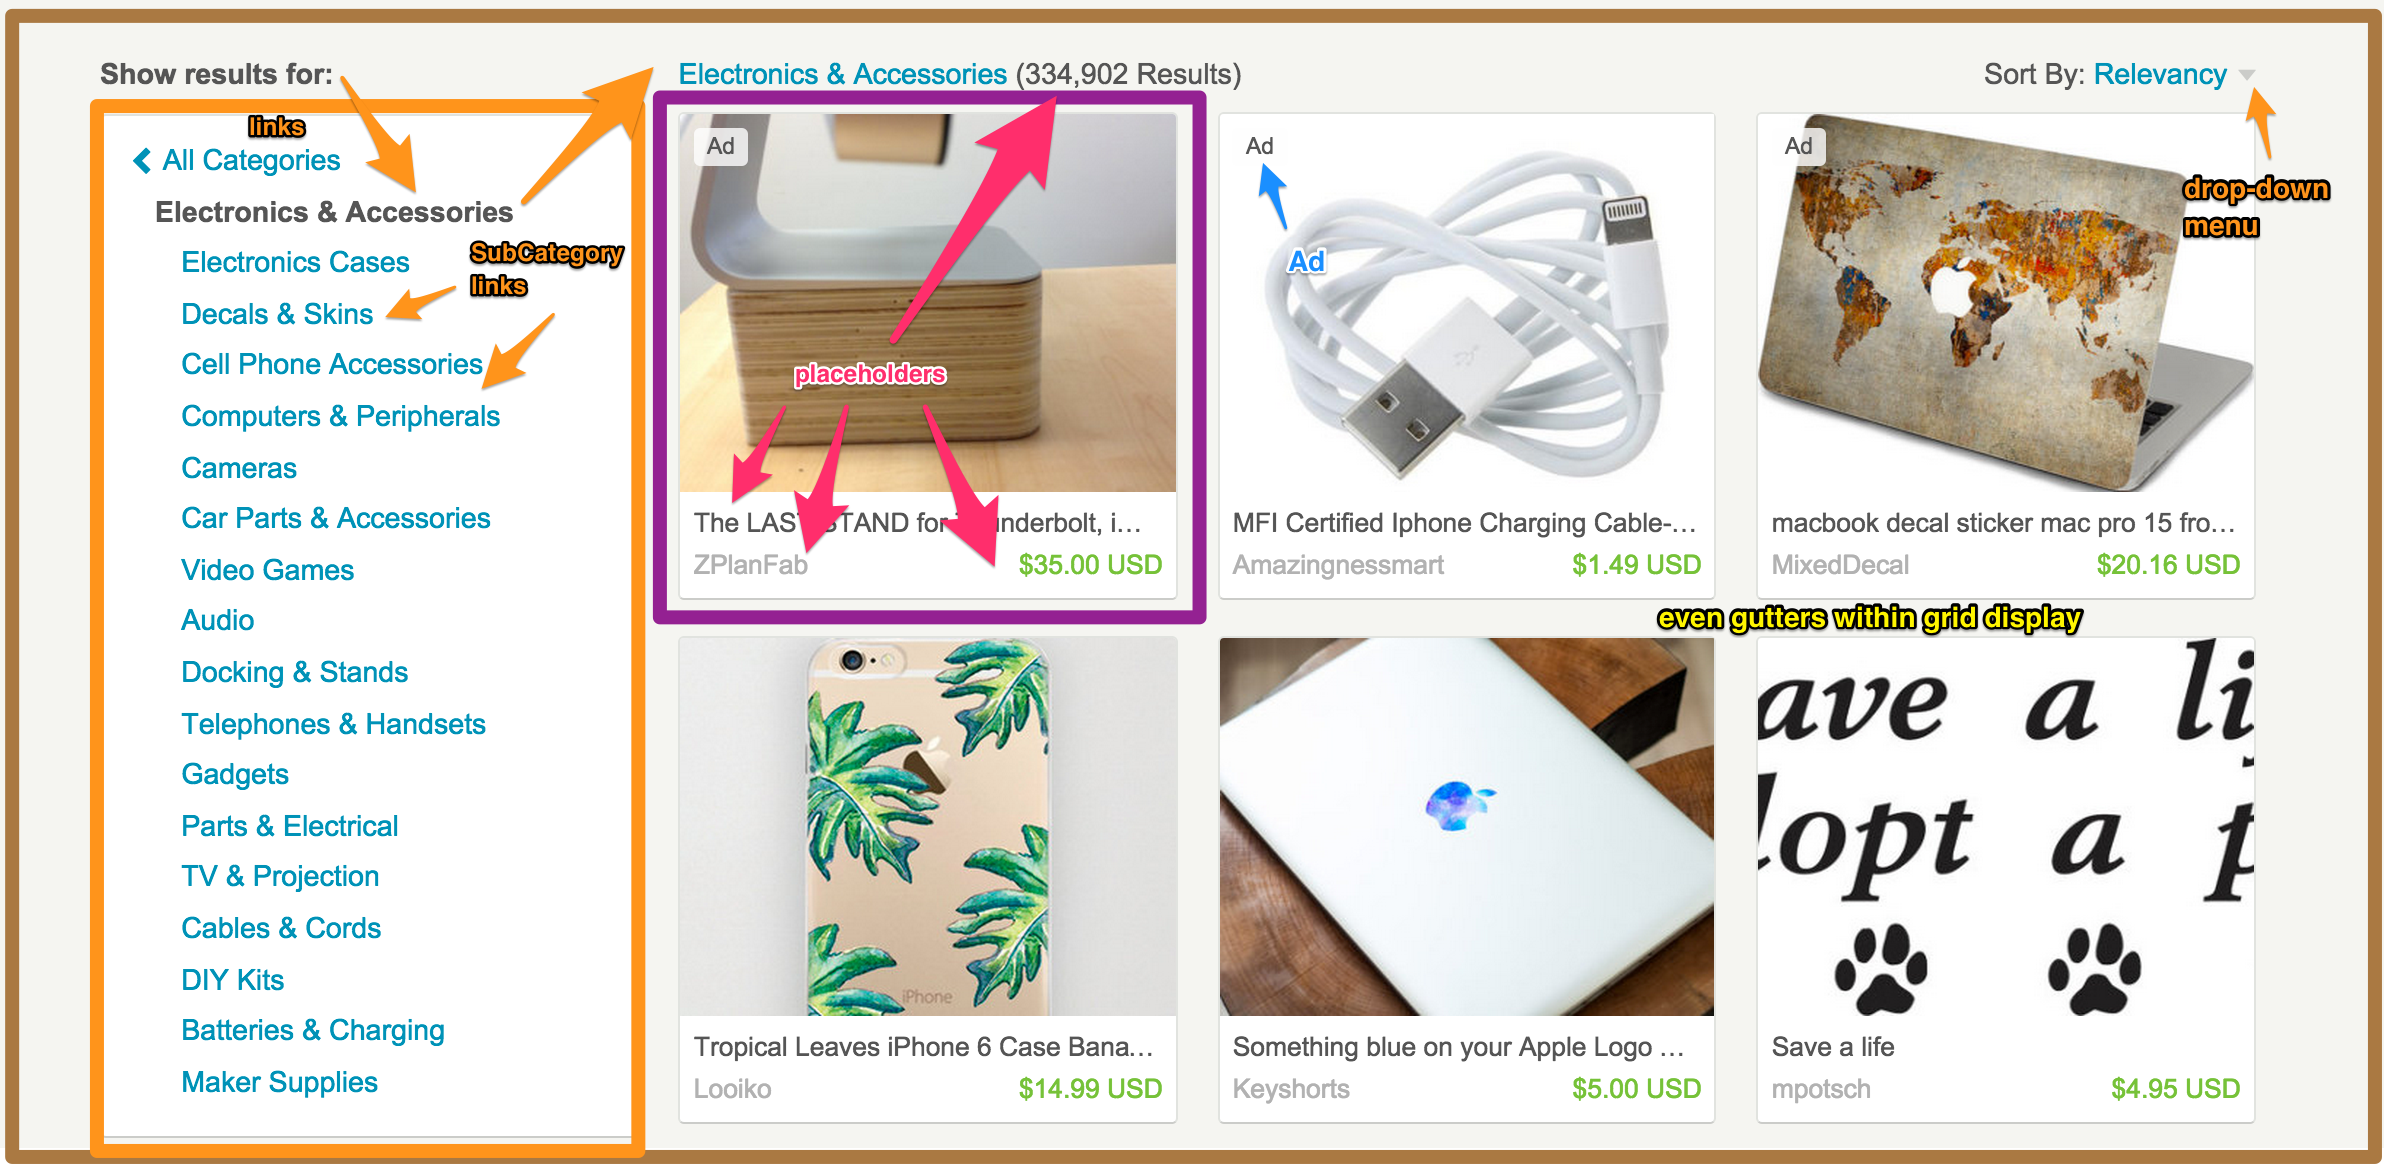 Show results for:
Electronics & Accessories (334,902 Results)
Sort By: Relevancy
links
All Categories
Electronics & Accessories
SubCategory
links
Electronics Cases
Decals & Skins
Cell Phone Accessories
Computers & Peripherals
Cameras
Car Parts & Accessories
Video Games
Audio
Docking & Stands
Telephones & Handsets
Gadgets
Parts & Electrical
TV & Projection
Cables & Cords
DIY Kits
Batteries & Charging
Maker Supplies
Ad
placeholders
The LAST STAND for Thunderbolt, i...
ZPlanFab
$35.00 USD
Ad
Ad
MFI Certified Iphone Charging Cable-...
Amazingnessmart
$1.49 USD
Ad
drop-down
menu
macbook decal sticker mac pro 15 fro...
MixedDecal
$20.16 USD
even gutters within grid display
iPhone
Tropical Leaves iPhone 6 Case Bana...
Looiko
$14.99 USD
Something blue on your Apple Logo ...
Keyshorts
$5.00 USD
ave a li
opt a p
Save a life
mpotsch
$4.95 USD